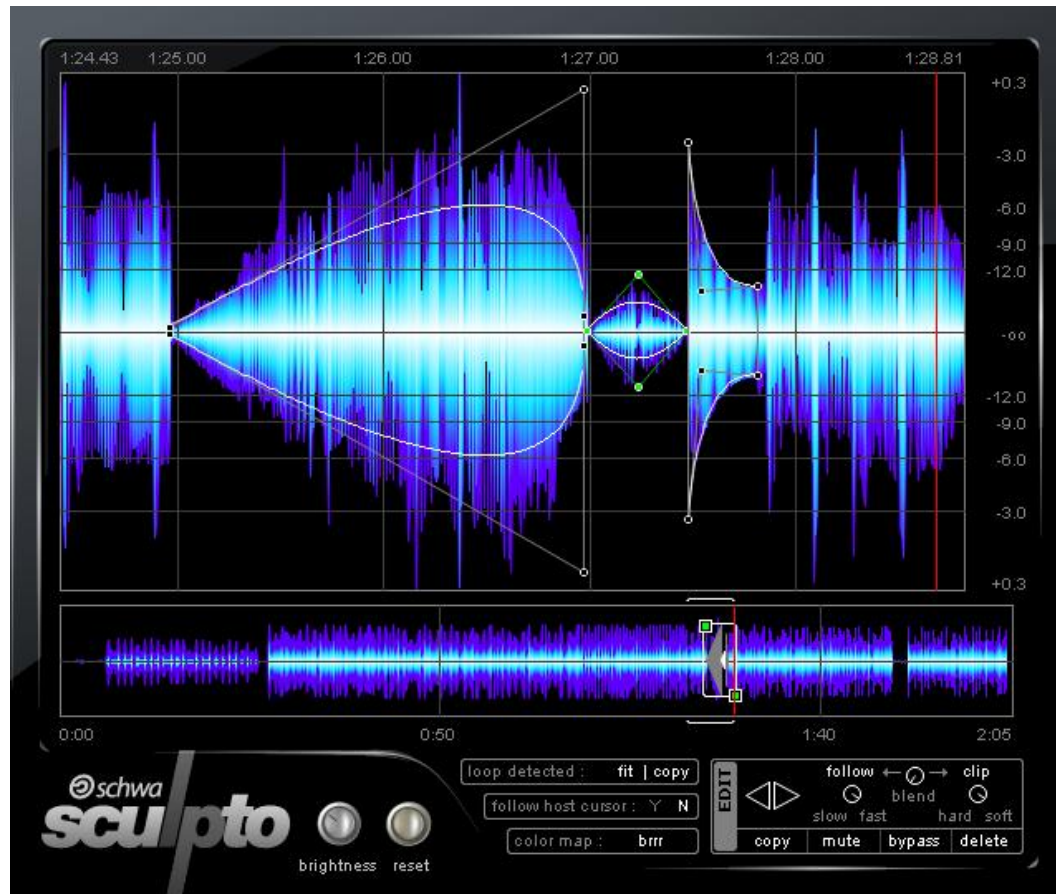 1:24.43 1:25.00 1:26.00 1:27.00 1:28.00 1:28.81
+0.3
-3.0
-6.0
-9.0
-12.0
-oo
-12.0
-9.0
-6.0
-3.0
+0.3
0:00 0:50 1:40 2:05
schwa
sculpto
brightness reset
loop detected : fit | copy
follow host cursor : Y N
color map : brrr
EDIT
follow clip
blend
slow fast hard soft
copy mute bypass delete